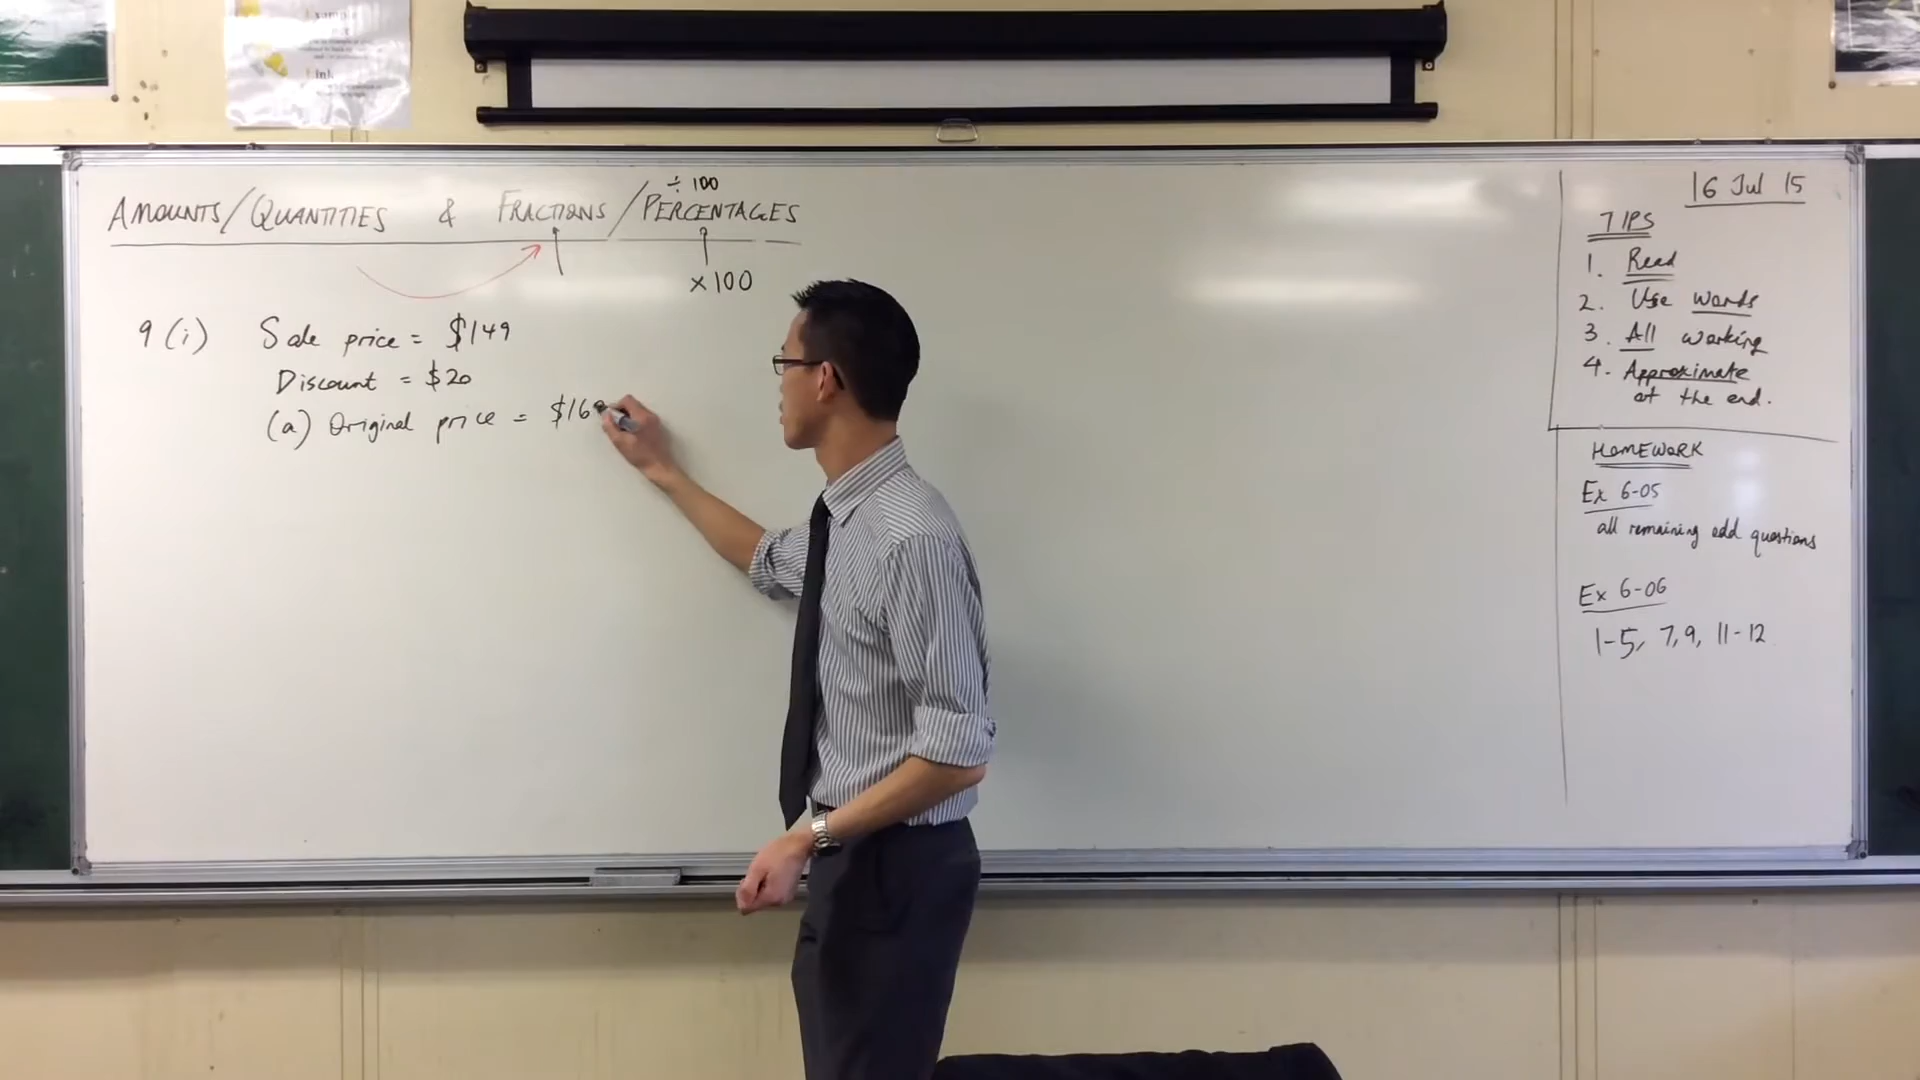 ÷ 100
AMOUNTS/QUANTITIES & FRACTIONS/PERCENTAGES
×100
9 (i) Sale price = $149
Discount = $20
(a) Original price = $169
16 Jul 15
TIPS
1. Read
2. Use words
3. All working
4. Approximate
at the end.
HOMEWORK
Ex 6-05
all remaining odd questions
Ex 6-06
1-5, 7, 9, 11-12